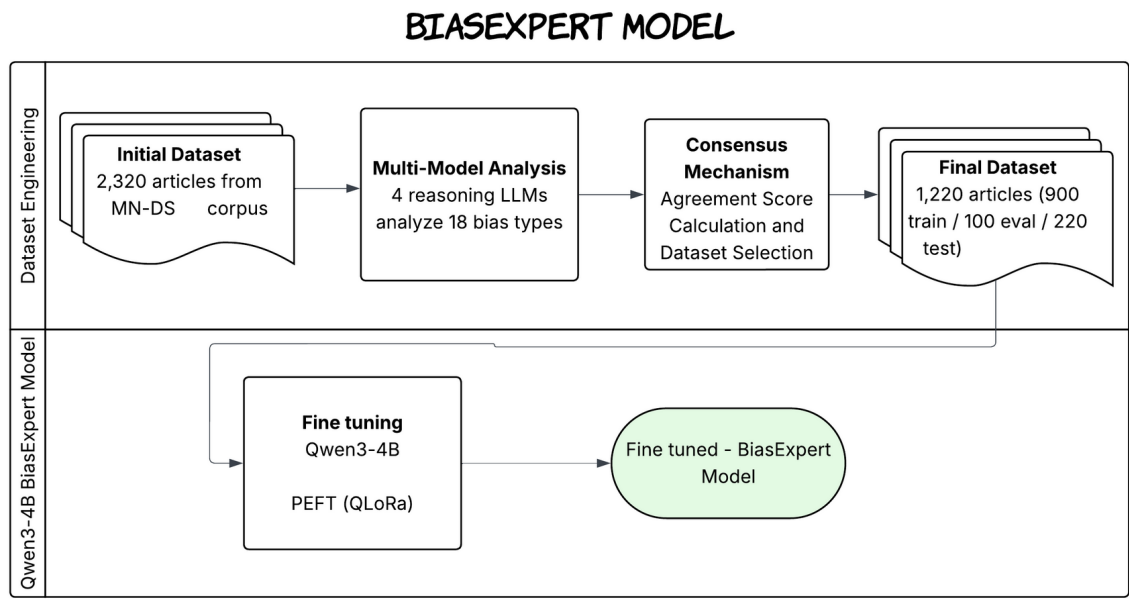 BIASEXPERT MODEL
Dataset Engineering
Initial Dataset
2,320 articles from
MN-DS corpus
Multi-Model Analysis
4 reasoning LLMs
analyze 18 bias types
Consensus
Mechanism
Agreement Score
Calculation and
Dataset Selection
Final Dataset
1,220 articles (900
train / 100 eval / 220
test)
Qwen3-4B BiasExpert Model
Fine tuning
Qwen3-4B
PEFT (QLoRa)
Fine tuned - BiasExpert
Model